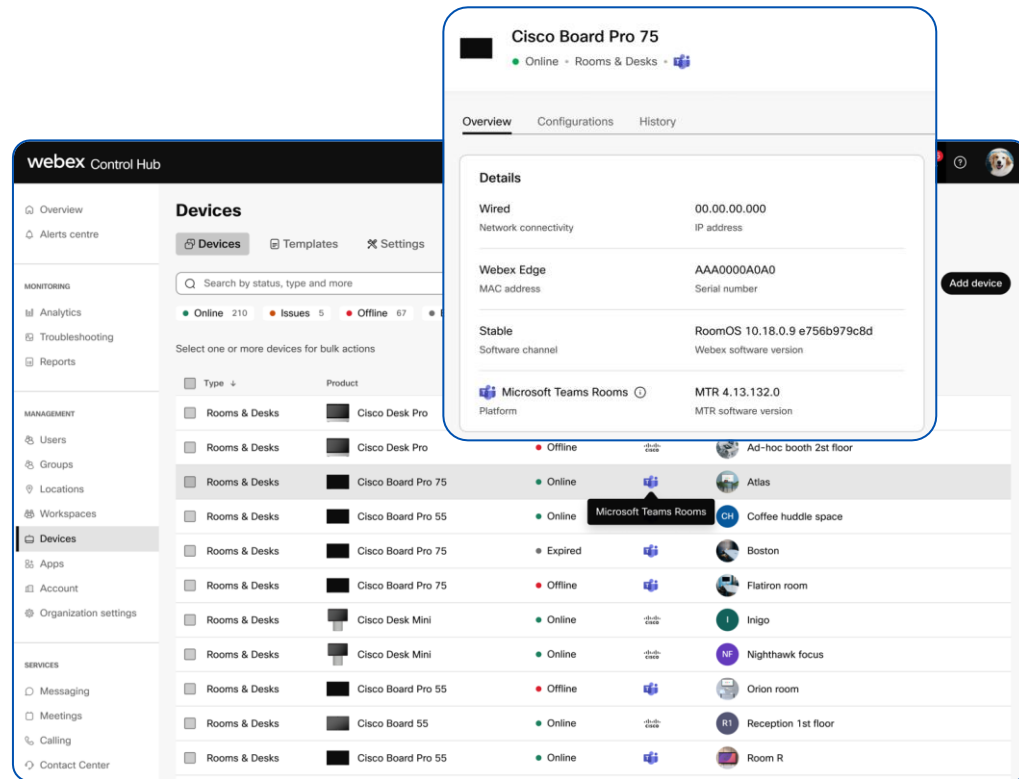 Cisco Board Pro 75
Online • Rooms & Desks •
Overview Configurations History
Details
Wired 00.00.00.000
Network connectivity IP address
Webex Edge AAA0000A0A0
MAC address Serial number
Stable RoomOS 10.18.0.9 e756b979c8d
Software channel Webex software version
Microsoft Teams Rooms MTR 4.13.132.0
Platform MTR software version
webex Control Hub
Overview
Alerts centre
MONITORING
Analytics
Troubleshooting
Reports
MANAGEMENT
Users
Groups
Locations
Workspaces
Devices
Apps
Account
Organization settings
SERVICES
Messaging
Meetings
Calling
Contact Center
Devices
Devices Templates Settings
Search by status, type and more
Add device
Online 210 Issues 5 Offline 67
Select one or more devices for bulk actions
Type ↓ Product
Rooms & Desks Cisco Desk Pro
Rooms & Desks Cisco Desk Pro Offline CISCO Ad-hoc booth 2st floor
Rooms & Desks Cisco Board Pro 75 Online Atlas
Microsoft Teams Rooms
Rooms & Desks Cisco Board Pro 55 Online CH Coffee huddle space
Rooms & Desks Cisco Board Pro 75 Expired Boston
Rooms & Desks Cisco Board Pro 75 Offline Flatiron room
Rooms & Desks Cisco Desk Mini Online CISCO I Inigo
Rooms & Desks Cisco Desk Mini Online CISCO NF Nighthawk focus
Rooms & Desks Cisco Board Pro 55 Offline Orion room
Rooms & Desks Cisco Board 55 Online CISCO R1 Reception 1st floor
Rooms & Desks Cisco Board Pro 55 Online Room R